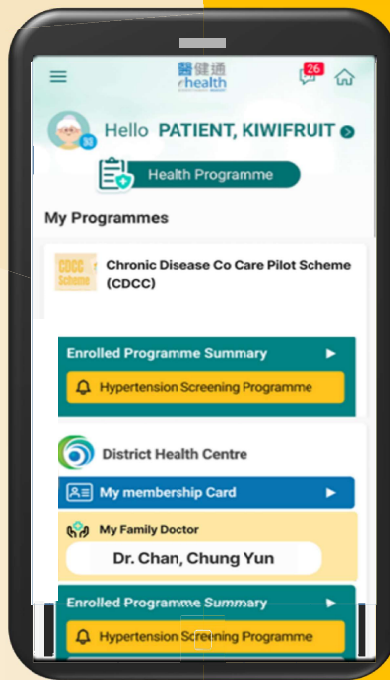 醫健通
ehealth
26
Hello PATIENT, KIWIFRUIT
Health Programme
My Programmes
CDCC
Scheme
Chronic Disease Co Care Pilot Scheme
(CDCC)
Enrolled Programme Summary
Hypertension Screening Programme
District Health Centre
My membership Card
My Family Doctor
Dr. Chan, Chung Yun
Enrolled Programme Summary
Hypertension Screening Programme